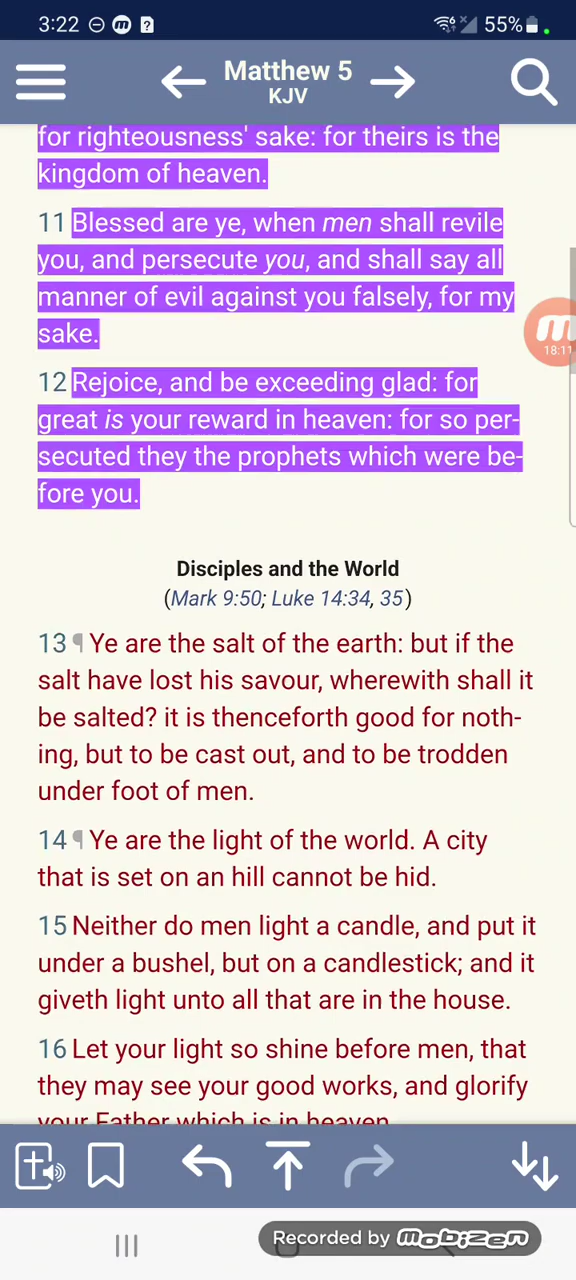 3:22
55%
Matthew 5
KJV
for righteousness' sake: for theirs is the
kingdom of heaven.
11 Blessed are ye, when men shall revile
you, and persecute you, and shall say all
manner of evil against you falsely, for my
sake.
18:11
12 Rejoice, and be exceeding glad: for
great is your reward in heaven: for so per-
secuted they the prophets which were be-
fore you.
Disciples and the World
(Mark 9:50; Luke 14:34, 35)
13 ¶ Ye are the salt of the earth: but if the
salt have lost his savour, wherewith shall it
be salted? it is thenceforth good for noth-
ing, but to be cast out, and to be trodden
under foot of men.
14 ¶ Ye are the light of the world. A city
that is set on an hill cannot be hid.
15 Neither do men light a candle, and put it
under a bushel, but on a candlestick; and it
giveth light unto all that are in the house.
16 Let your light so shine before men, that
they may see your good works, and glorify
your Father which is in heaven
Recorded by mobizen